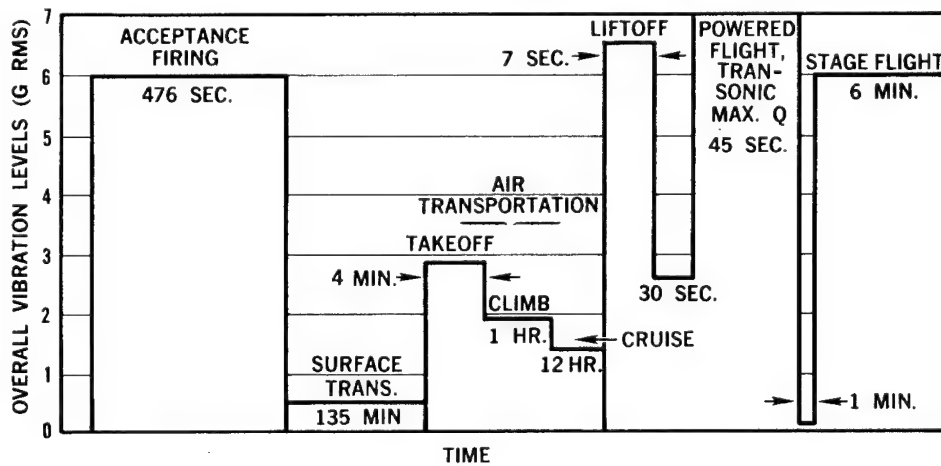 OVERALL VIBRATION LEVELS (G RMS)
7
6
5
4
3
2
1
0
ACCEPTANCE
FIRING
476 SEC.
SURFACE
TRANS.
135 MIN
AIR
TRANSPORTATION
TAKEOFF
4 MIN.
CLIMB
1 HR.
CRUISE
12 HR.
LIFTOFF
7 SEC.
30 SEC.
POWERED
FLIGHT,
TRAN-
SONIC
MAX. Q
45 SEC.
1 MIN.
STAGE FLIGHT
6 MIN.
TIME